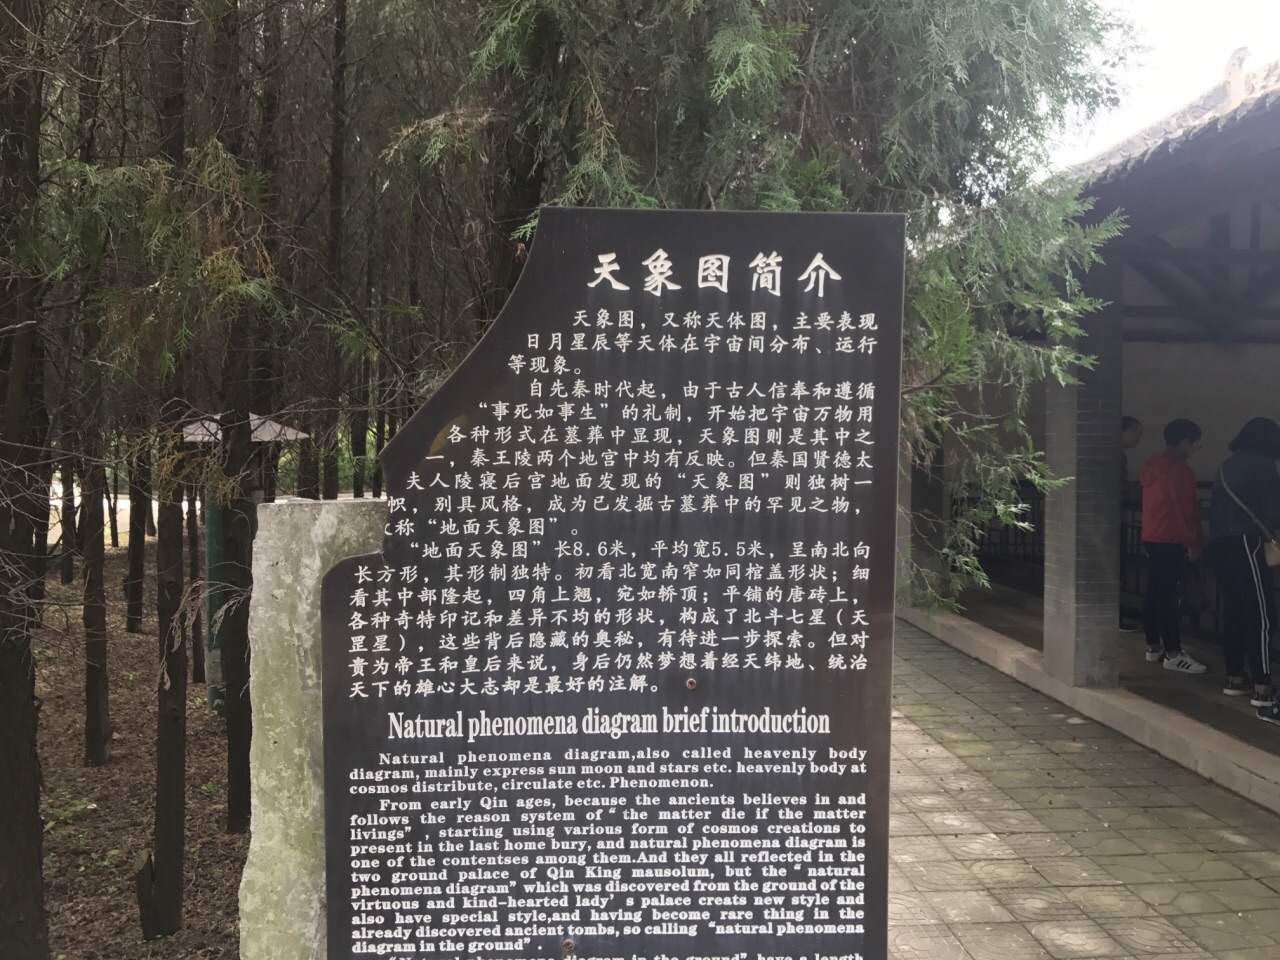 天象图简介
天象图，又称天体图，主要表现
日月星辰等天体在宇宙间分布、运行
等现象。
自先秦时代起，由于古人信奉和遵循
“事死如事生”的礼制，开始把宇宙万物用
各种形式在墓葬中显现，天象图则是其中之
一，秦王陵两个地宫中均有反映。但秦国贤德太
夫人陵寝后宫地面发现的“天象图”则独树一
帜，别具风格，成为已发掘古墓葬中的罕见之物，
称“地面天象图”。
“地面天象图”长8.6米，平均宽5.5米，呈南北向
长方形，其形制独特。初看北宽南窄如同棺盖形状；细
看其中部隆起，四角上翘，宛如轿顶；平铺的唐砖上，
各种奇特印记和差异不均的形状，构成了北斗七星（天
罡星），这些背后隐藏的奥秘，有待进一步探索。但对
贵为帝王和皇后来说，身后仍然梦想着经天纬地、统治
天下的雄心大志却是最好的注解。
Natural phenomena diagram brief introduction
Natural phenomena diagram,also called heavenly body
diagram, mainly express sun moon and stars etc. heavenly body at
cosmos distribute, circulate etc. Phenomenon.
From early Qin ages, because the ancients believes in and
follows the reason system of “ the matter die if the matter
livings” , starting using various form of cosmos creations to
present in the last home bury, and natural phenomena diagram is
one of the contentses among them.And they all reflected in the
two ground palace of Qin King mausolum, but the “ natural
phenomena diagram” which was discovered from the ground of the
virtuous and kind-hearted lady’ s palace creats new style and
also have special style,and having become rare thing in the
already discovered ancient tombs, so calling “natural phenomena
diagram in the ground” .
“Natural phenomena diagram in the ground” have a length